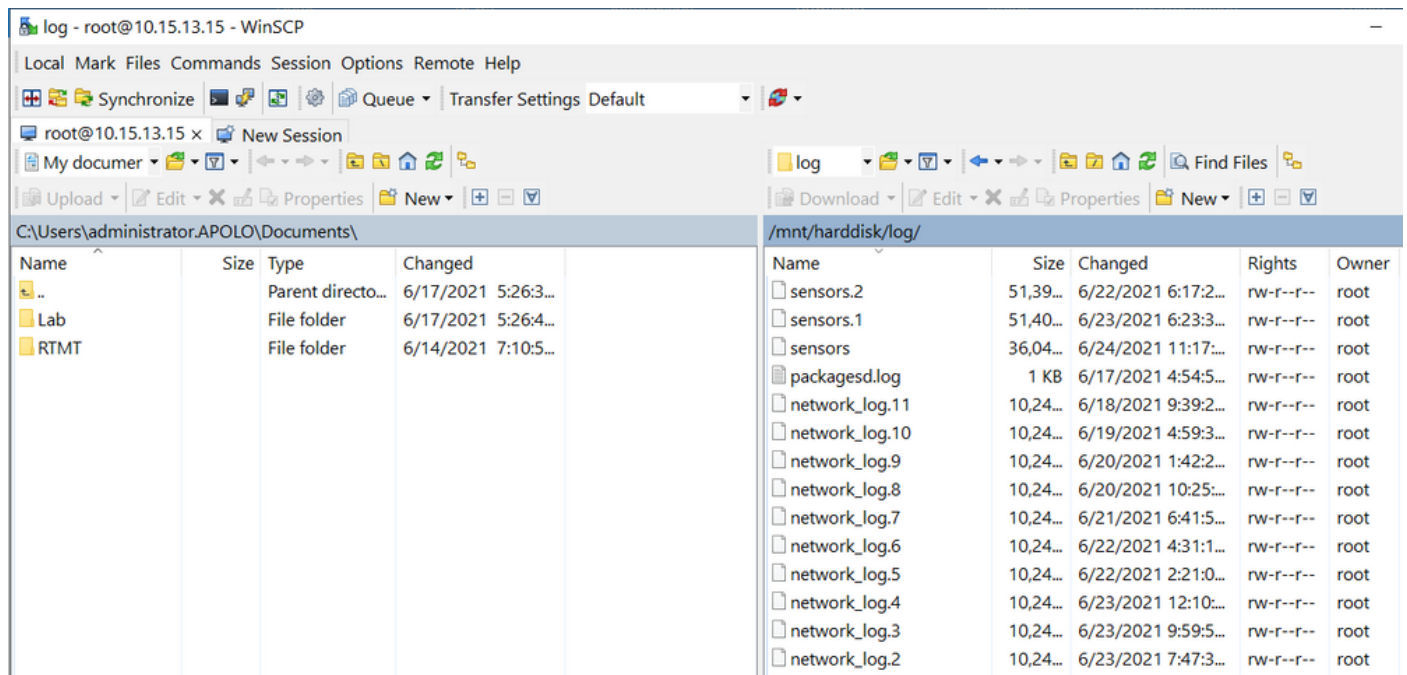 log - root@10.15.13.15 - WinSCP
Local Mark Files Commands Session Options Remote Help
Synchronize Queue Transfer Settings Default
root@10.15.13.15 × New Session
My documer log Find Files
Upload Edit Properties New Download Edit Properties New
C:\Users\administrator.APOLO\Documents\ /mnt/harddisk/log/
Name Size Type Changed Name Size Changed Rights Owner
.. Parent directo... 6/17/2021 5:26:3... sensors.2 51,39... 6/22/2021 6:17:2... rw-r--r-- root
Lab File folder 6/17/2021 5:26:4... sensors.1 51,40... 6/23/2021 6:23:3... rw-r--r-- root
RTMT File folder 6/14/2021 7:10:5... sensors 36,04... 6/24/2021 11:17:... rw-r--r-- root
packagesd.log 1 KB 6/17/2021 4:54:5... rw-r--r-- root
network_log.11 10,24... 6/18/2021 9:39:2... rw-r--r-- root
network_log.10 10,24... 6/19/2021 4:59:3... rw-r--r-- root
network_log.9 10,24... 6/20/2021 1:42:2... rw-r--r-- root
network_log.8 10,24... 6/20/2021 10:25:... rw-r--r-- root
network_log.7 10,24... 6/21/2021 6:41:5... rw-r--r-- root
network_log.6 10,24... 6/22/2021 4:31:1... rw-r--r-- root
network_log.5 10,24... 6/22/2021 2:21:0... rw-r--r-- root
network_log.4 10,24... 6/23/2021 12:10:... rw-r--r-- root
network_log.3 10,24... 6/23/2021 9:59:5... rw-r--r-- root
network_log.2 10,24... 6/23/2021 7:47:3... rw-r--r-- root